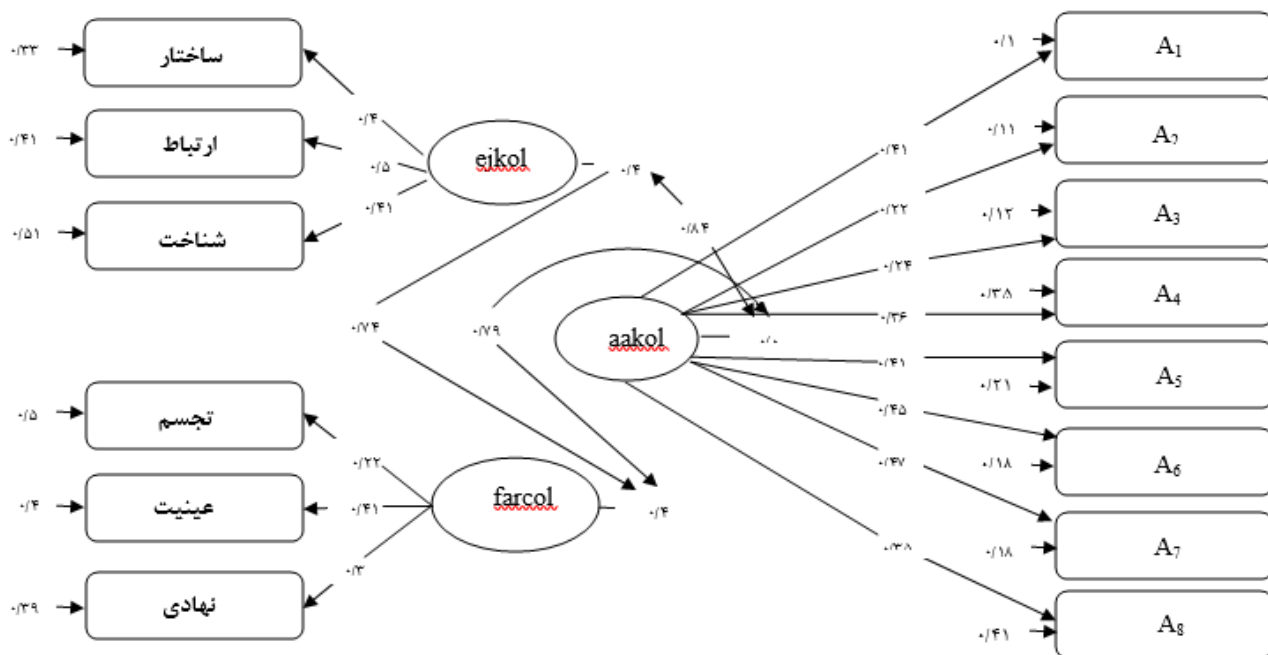 ۰/۳۳
ساختار
۰/۴
۰/۴۱
ارتباط
۰/۵
۰/۵۱
شناخت
۰/۴۱
ejkol
۰/۴
۰/۸۴
۰/۷۴
۰/۷۹
aakol
۰/۰
۰/۵
تجسم
۰/۲۲
۰/۴
عینیت
۰/۴۱
۰/۳۹
نهادی
۰/۳
farcol
۰/۴
۰/۱
A₁
۰/۴۱
۰/۱۱
A₂
۰/۲۲
۰/۱۲
A₃
۰/۲۴
۰/۳۸
A₄
۰/۳۶
۰/۴۱
A₅
۰/۲۱
۰/۴۵
A₆
۰/۱۸
۰/۴۷
A₇
۰/۱۸
۰/۳۸
A₈
۰/۴۱